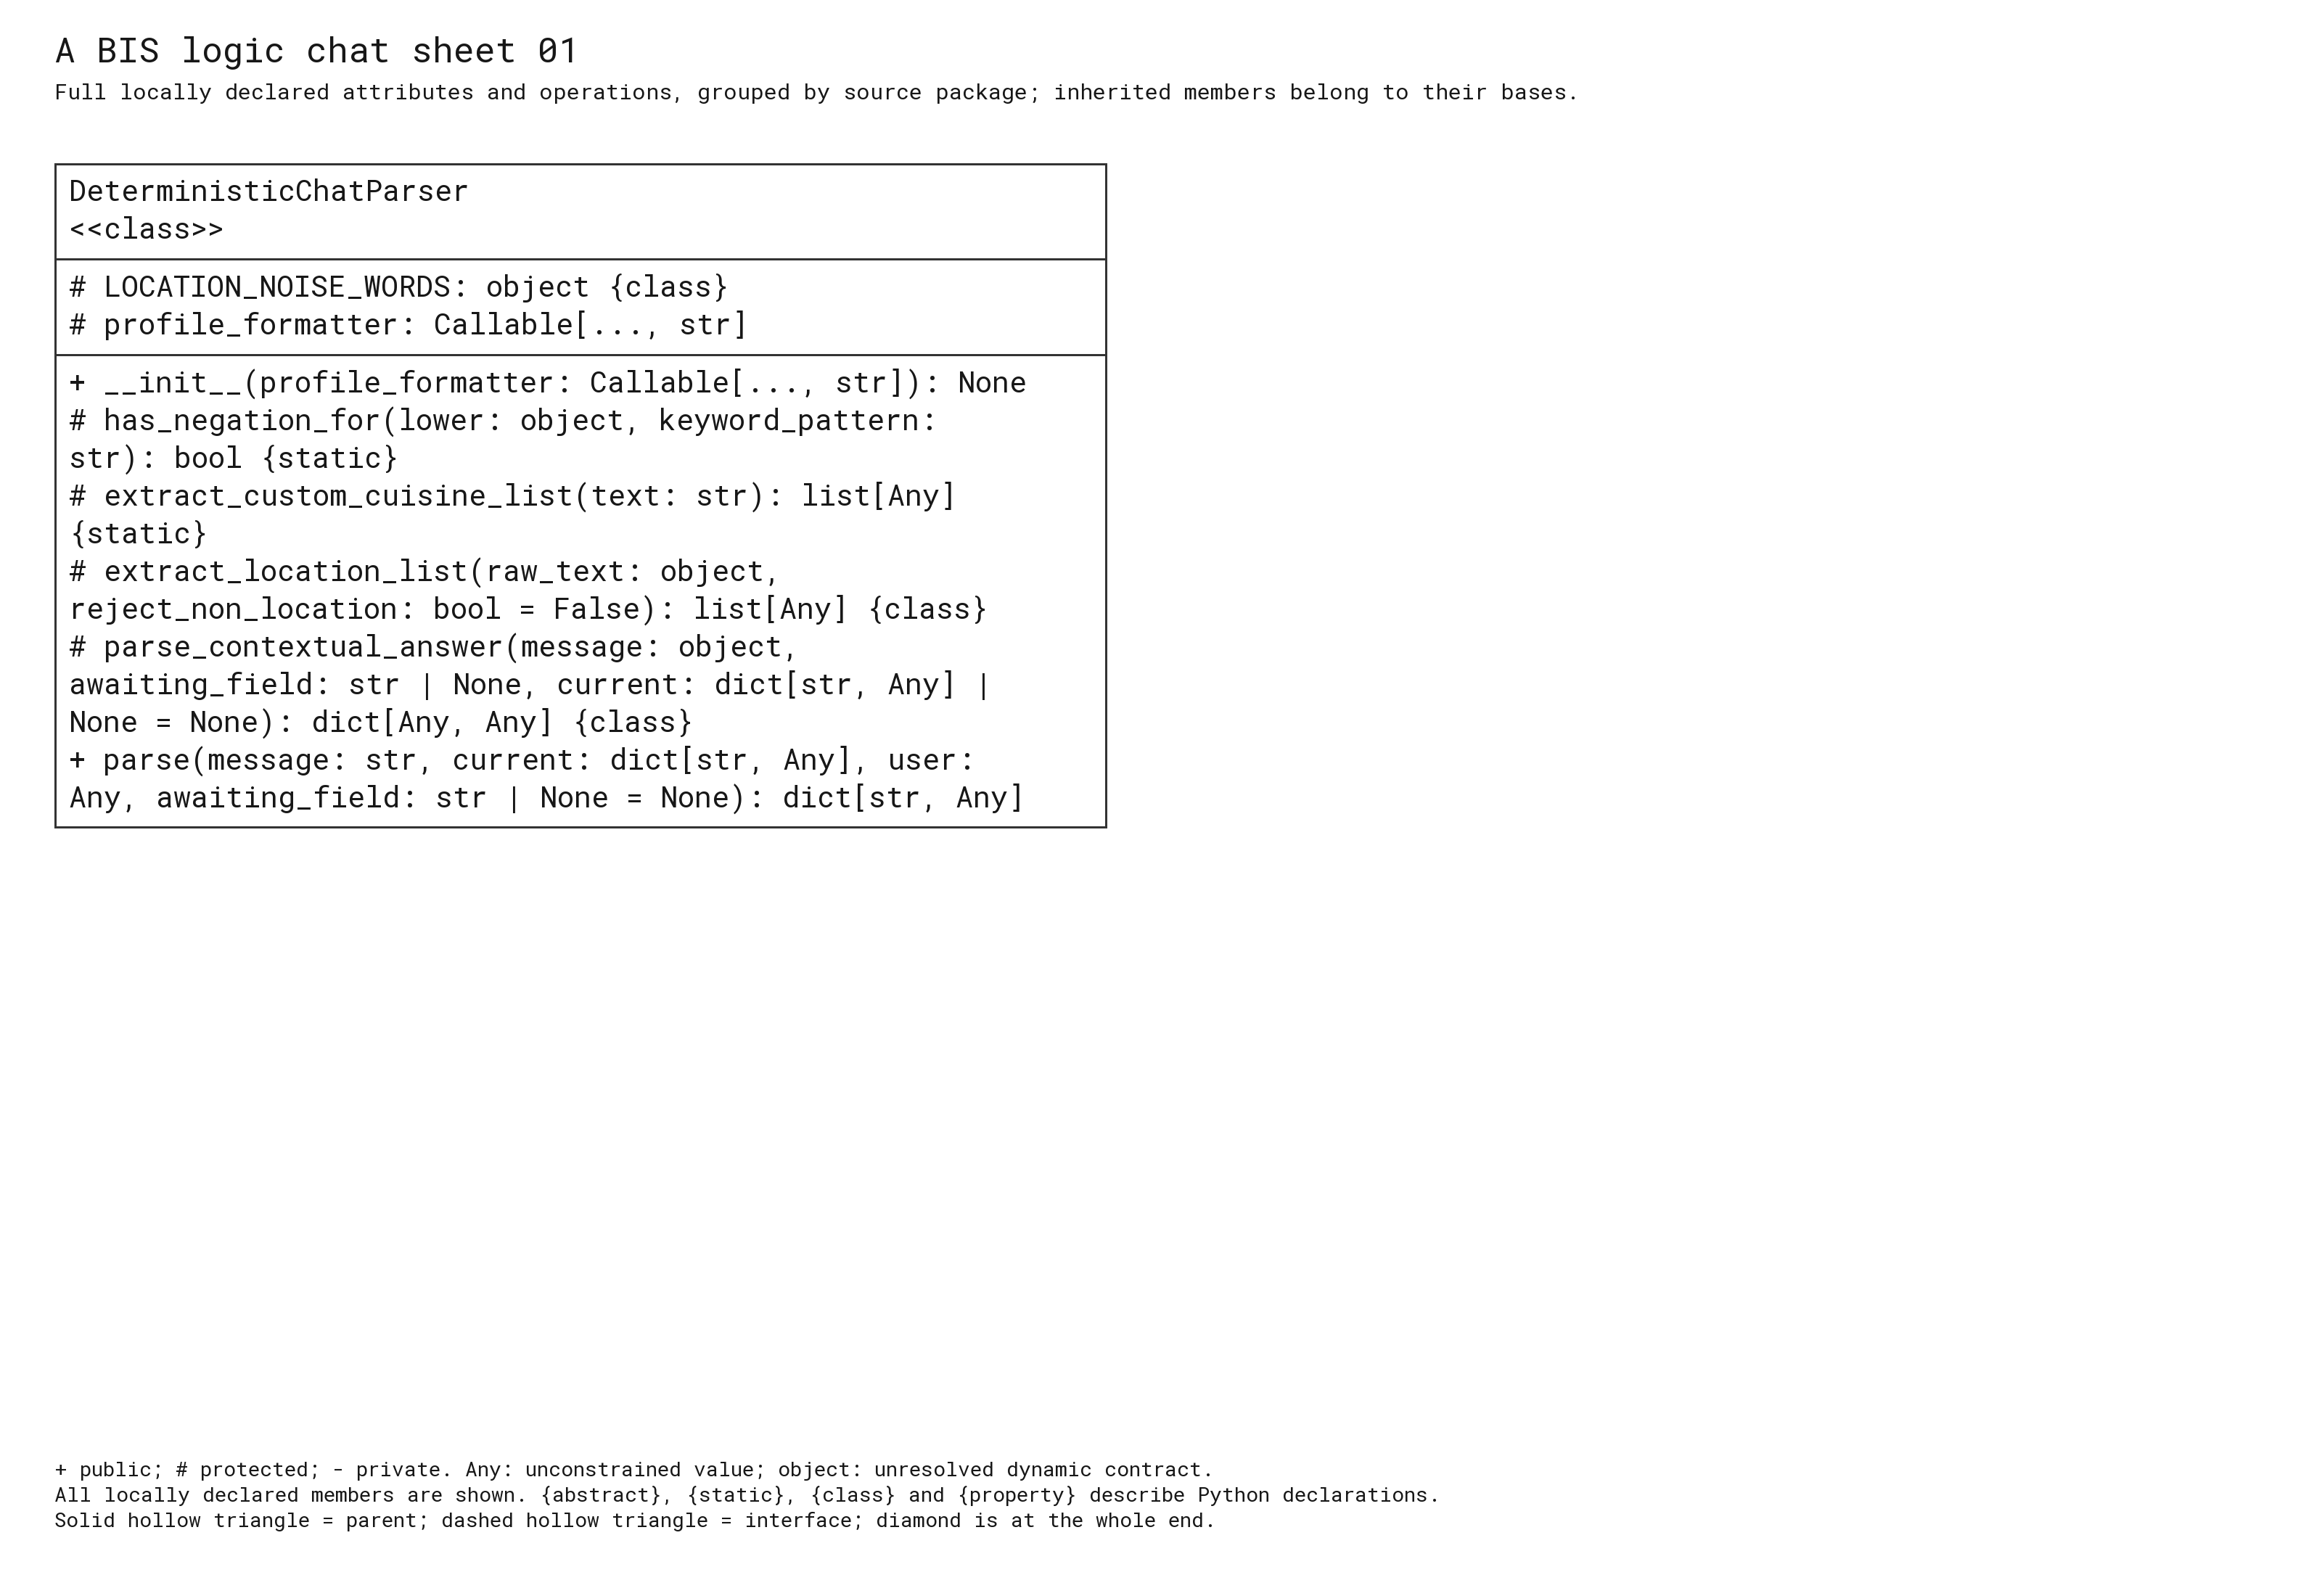 A BIS logic chat sheet 01
Full locally declared attributes and operations, grouped by source package; inherited members belong to their bases.
DeterministicChatParser
<<class>>
# LOCATION_NOISE_WORDS: object {class}
# profile_formatter: Callable[..., str]
+ __init__(profile_formatter: Callable[..., str]): None
# has_negation_for(lower: object, keyword_pattern:
str): bool {static}
# extract_custom_cuisine_list(text: str): list[Any]
{static}
# extract_location_list(raw_text: object,
reject_non_location: bool = False): list[Any] {class}
# parse_contextual_answer(message: object,
awaiting_field: str | None, current: dict[str, Any] |
None = None): dict[Any, Any] {class}
+ parse(message: str, current: dict[str, Any], user:
Any, awaiting_field: str | None = None): dict[str, Any]
+ public; # protected; - private. Any: unconstrained value; object: unresolved dynamic contract.
All locally declared members are shown. {abstract}, {static}, {class} and {property} describe Python declarations.
Solid hollow triangle = parent; dashed hollow triangle = interface; diamond is at the whole end.